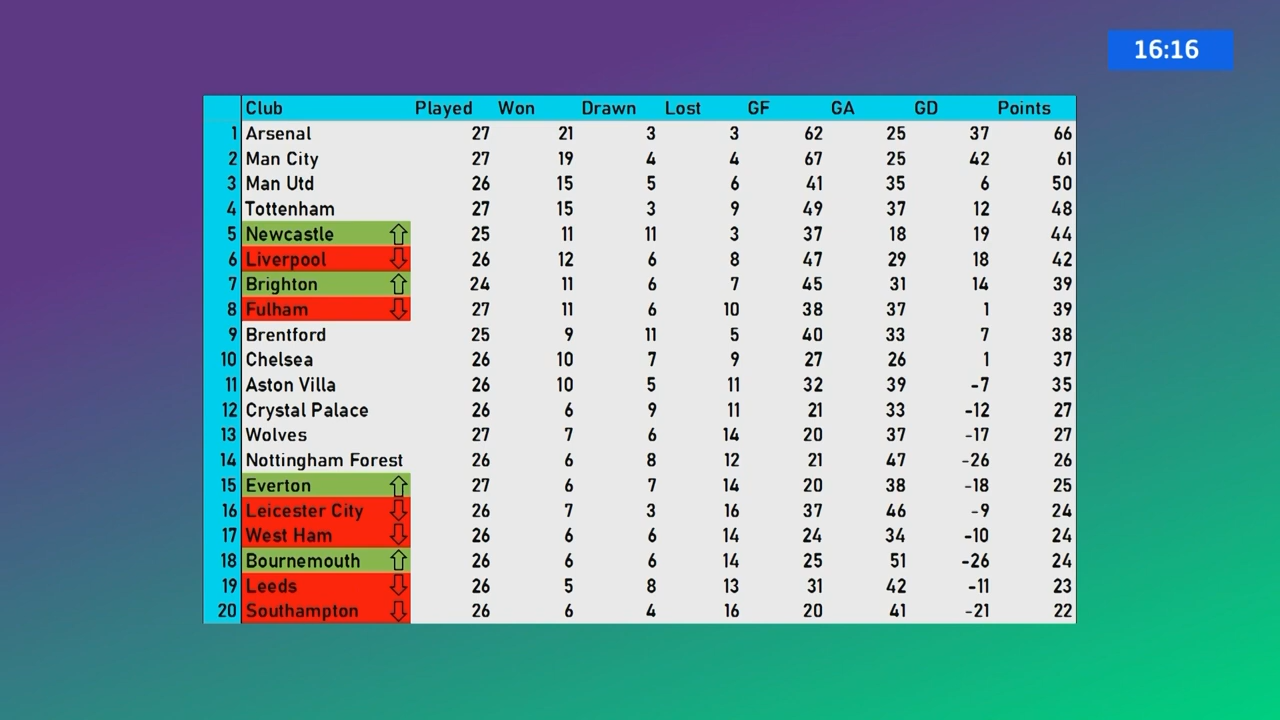 16:16
Club Played Won Drawn Lost GF GA GD Points
1 Arsenal 27 21 3 3 62 25 37 66
2 Man City 27 19 4 4 67 25 42 61
3 Man Utd 26 15 5 6 41 35 6 50
4 Tottenham 27 15 3 9 49 37 12 48
5 Newcastle 25 11 11 3 37 18 19 44
6 Liverpool 26 12 6 8 47 29 18 42
7 Brighton 24 11 6 7 45 31 14 39
8 Fulham 27 11 6 10 38 37 1 39
9 Brentford 25 9 11 5 40 33 7 38
10 Chelsea 26 10 7 9 27 26 1 37
11 Aston Villa 26 10 5 11 32 39 -7 35
12 Crystal Palace 26 6 9 11 21 33 -12 27
13 Wolves 27 7 6 14 20 37 -17 27
14 Nottingham Forest 26 6 8 12 21 47 -26 26
15 Everton 27 6 7 14 20 38 -18 25
16 Leicester City 26 7 3 16 37 46 -9 24
17 West Ham 26 6 6 14 24 34 -10 24
18 Bournemouth 26 6 6 14 25 51 -26 24
19 Leeds 26 5 8 13 31 42 -11 23
20 Southampton 26 6 4 16 20 41 -21 22